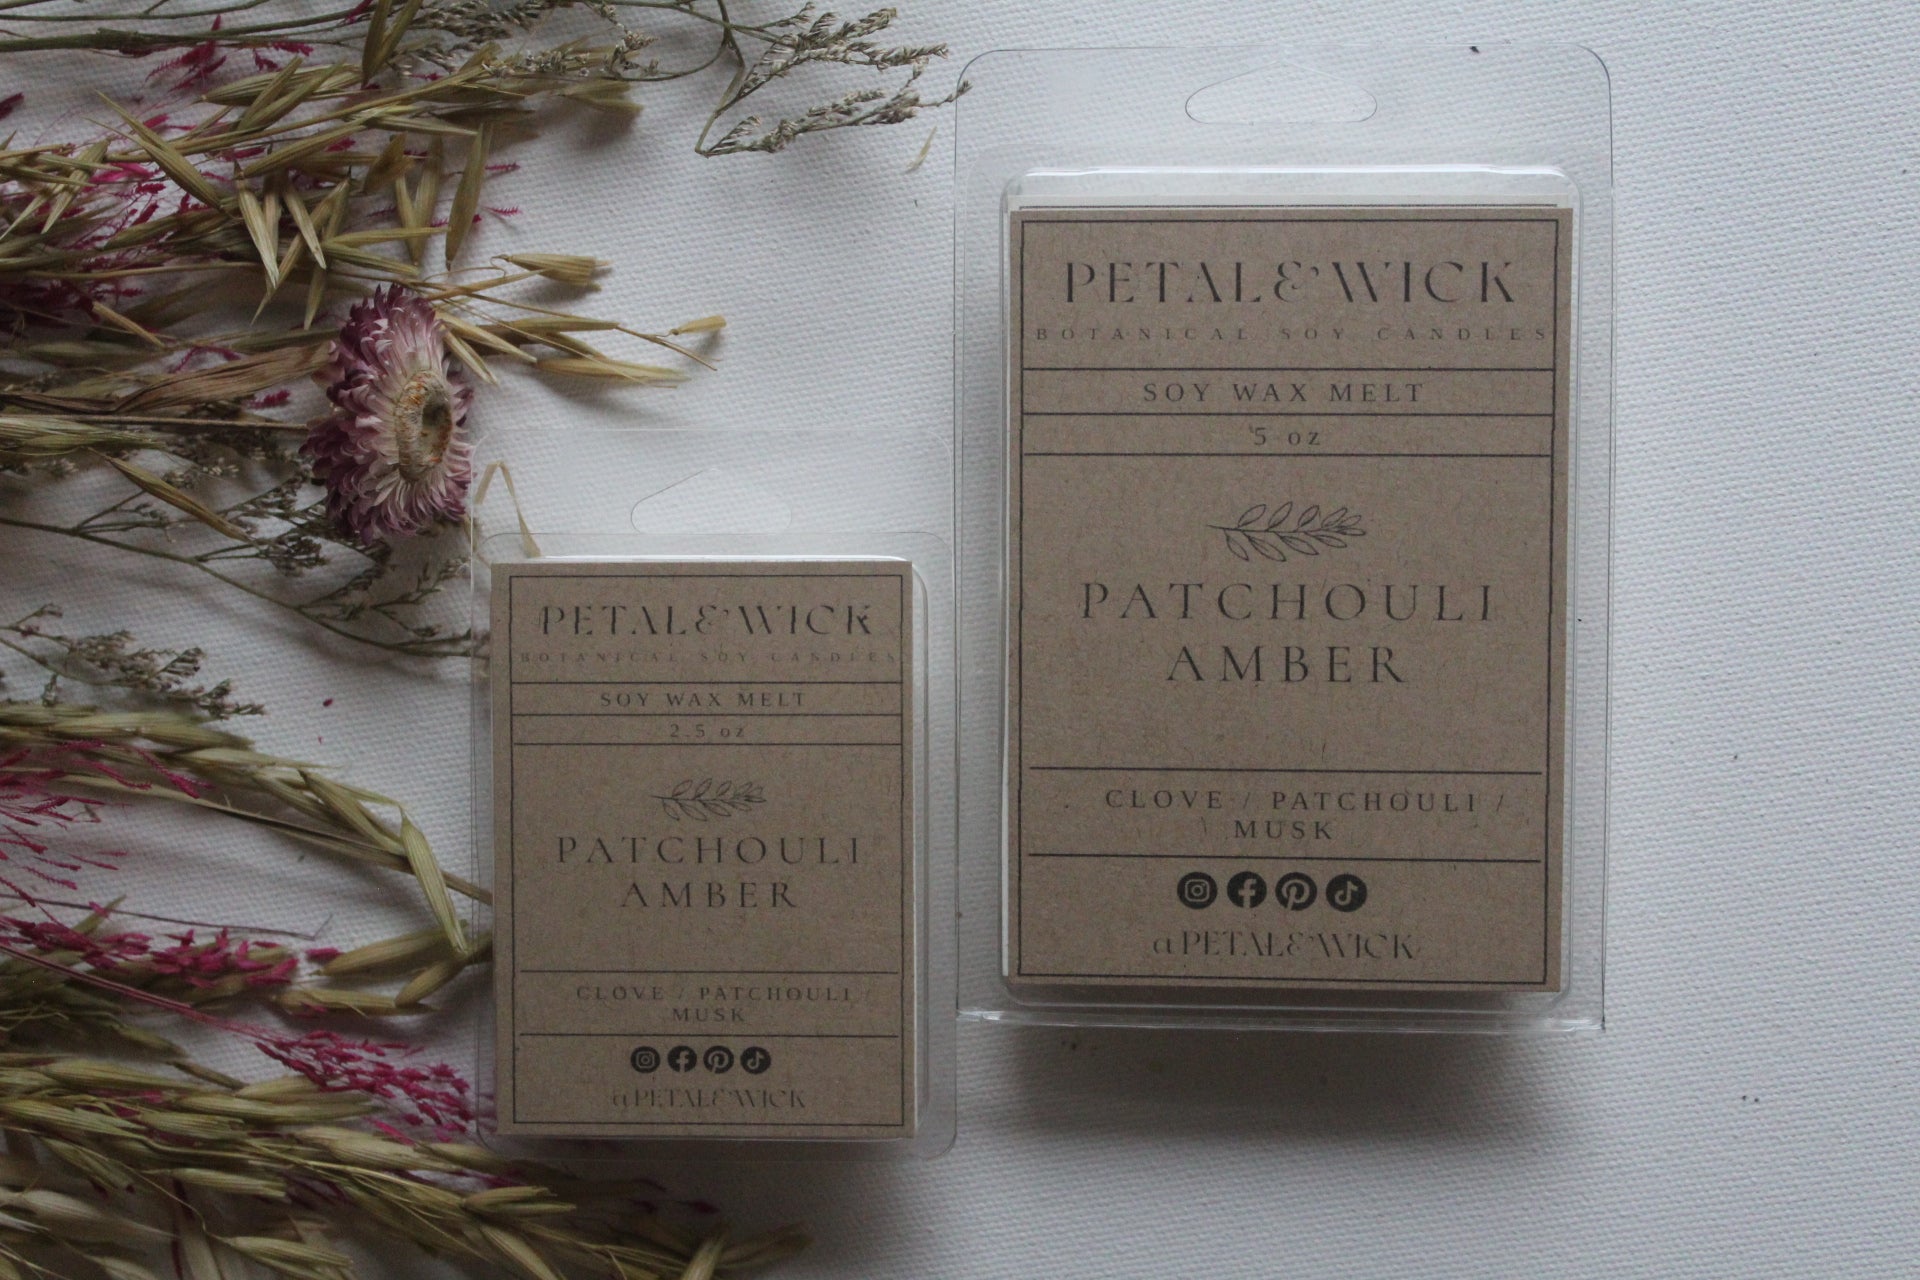 PETAL&WICK
BOTANICAL SOY CANDLES
SOY WAX MELT
5 oz
PATCHOULI
AMBER
CLOVE / PATCHOULI /
MUSK
@PETAL&WICK
PETAL&WICK
BOTANICAL SOY CANDLES
SOY WAX MELT
2.5 oz
PATCHOULI
AMBER
CLOVE / PATCHOULI /
MUSK
@PETAL&WICK